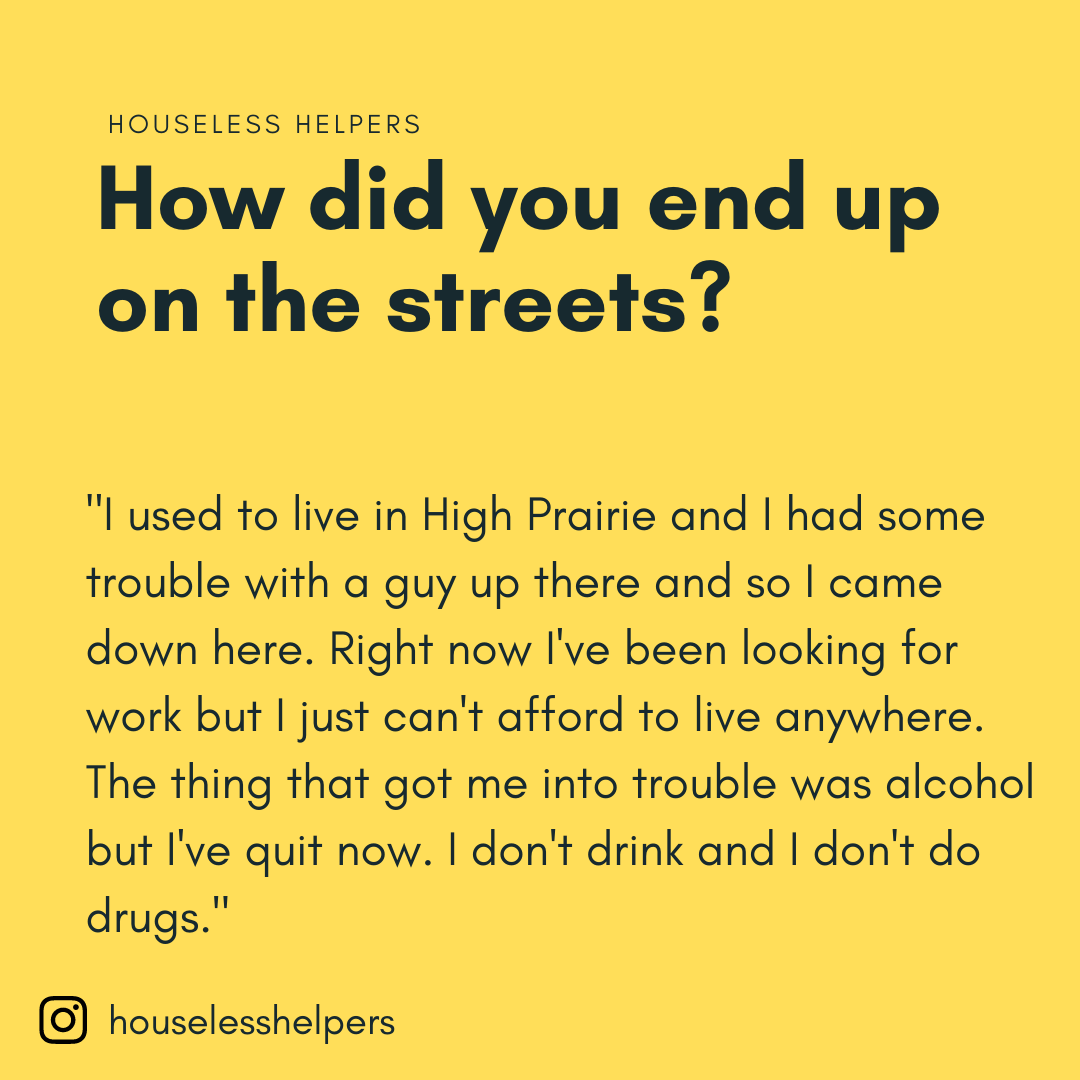 HOUSELESS HELPERS
How did you end up
on the streets?
"I used to live in High Prairie and I had some
trouble with a guy up there and so I came
down here. Right now I've been looking for
work but I just can't afford to live anywhere.
The thing that got me into trouble was alcohol
but I've quit now. I don't drink and I don't do
drugs."
houselesshelpers